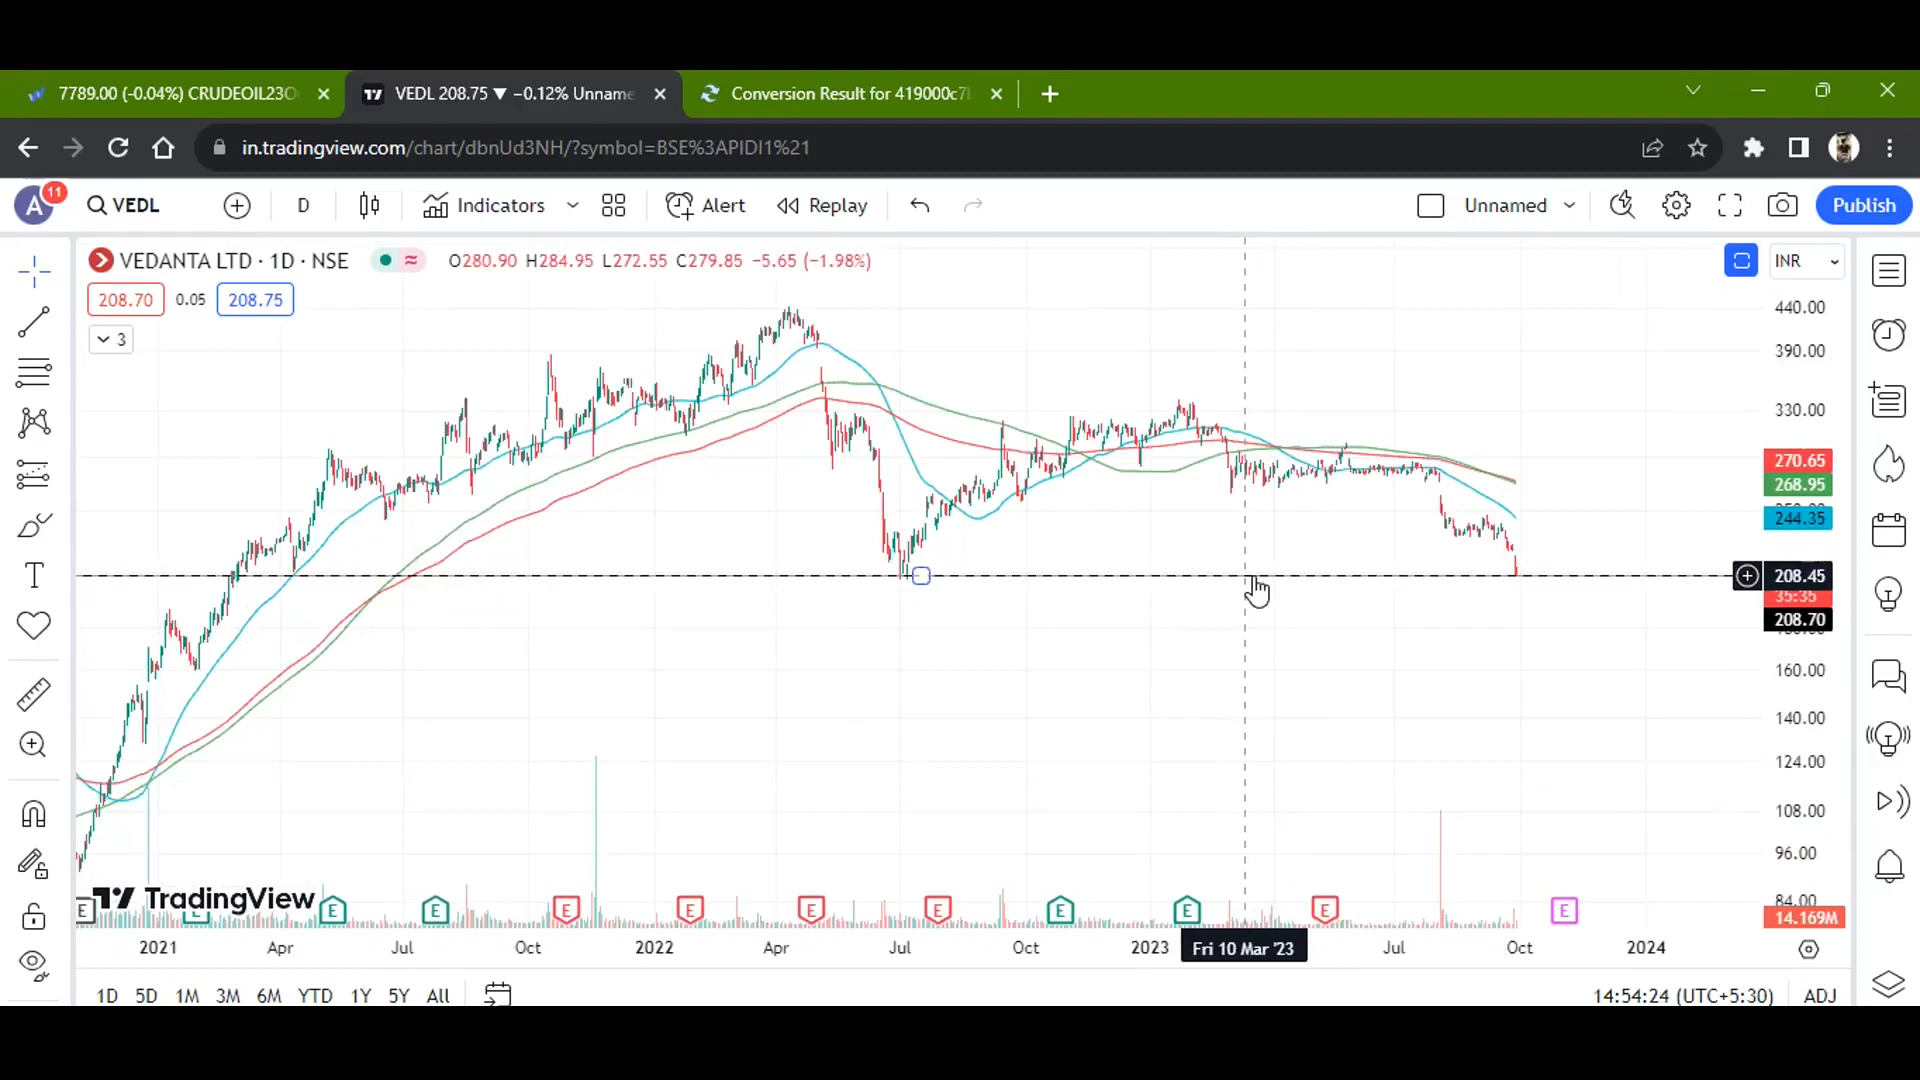 7789.00 (-0.04%) CRUDEOIL23O
VEDL 208.75 ▼ −0.12% Unname
Conversion Result for 419000c7
in.tradingview.com/chart/dbnUd3NH/?symbol=BSE%3APIDI1%21
A 11 VEDL D Indicators Alert Replay Unnamed Publish
VEDANTA LTD · 1D · NSE O280.90 H284.95 L272.55 C279.85 −5.65 (−1.98%) INR
208.70 0.05 208.75
3
440.00
390.00
330.00
270.65
268.95
244.35
208.45
35:35
208.70
160.00
140.00
124.00
108.00
96.00
84.00
14.169M
TradingView
E E E E E E E E E E E E E
2021 Apr Jul Oct 2022 Apr Jul Oct 2023 Fri 10 Mar '23 Jul Oct 2024
1D 5D 1M 3M 6M YTD 1Y 5Y All 14:54:24 (UTC+5:30) ADJ